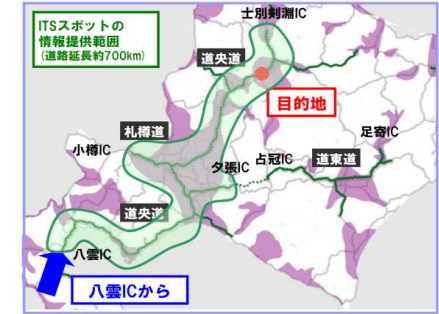 ITSスポットの
情報提供範囲
(道路延長約700km)
士別剣淵IC
道央道
目的地
札樽道
小樽IC
足寄IC
夕張IC
占冠IC
道東道
道央道
八雲IC
八雲ICから